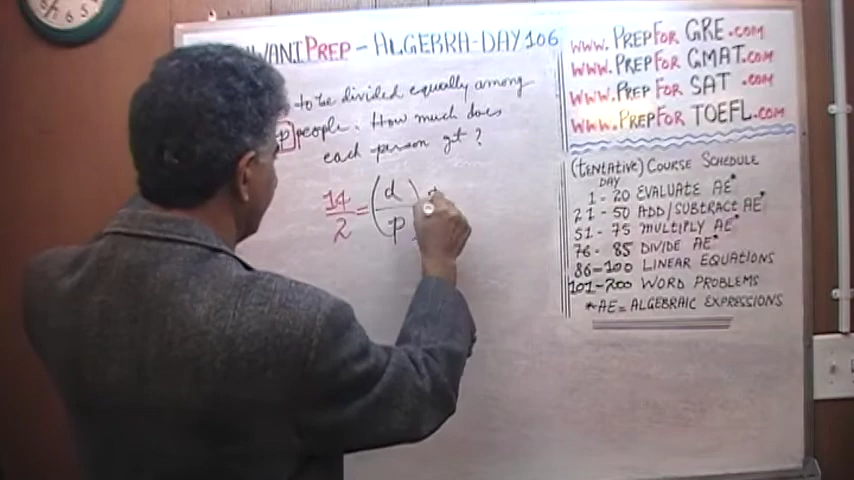 WANI PREP - ALGEBRA - DAY 106
to be divided equally among
p people. How much does
each person get?
14/2 = (d/p)
www. PREPFOR GRE .com
www. PREPFOR GMAT.com
www. PREPFOR SAT .com
www. PREPFOR TOEFL.com
(TENTATIVE) COURSE SCHEDULE
DAY
1 - 20 EVALUATE AE*
21 - 50 ADD/SUBTRACT AE*
51 - 75 MULTIPLY AE*
76 - 85 DIVIDE AE*
86-100 LINEAR EQUATIONS
101-200 WORD PROBLEMS
*AE = ALGEBRAIC EXPRESSIONS